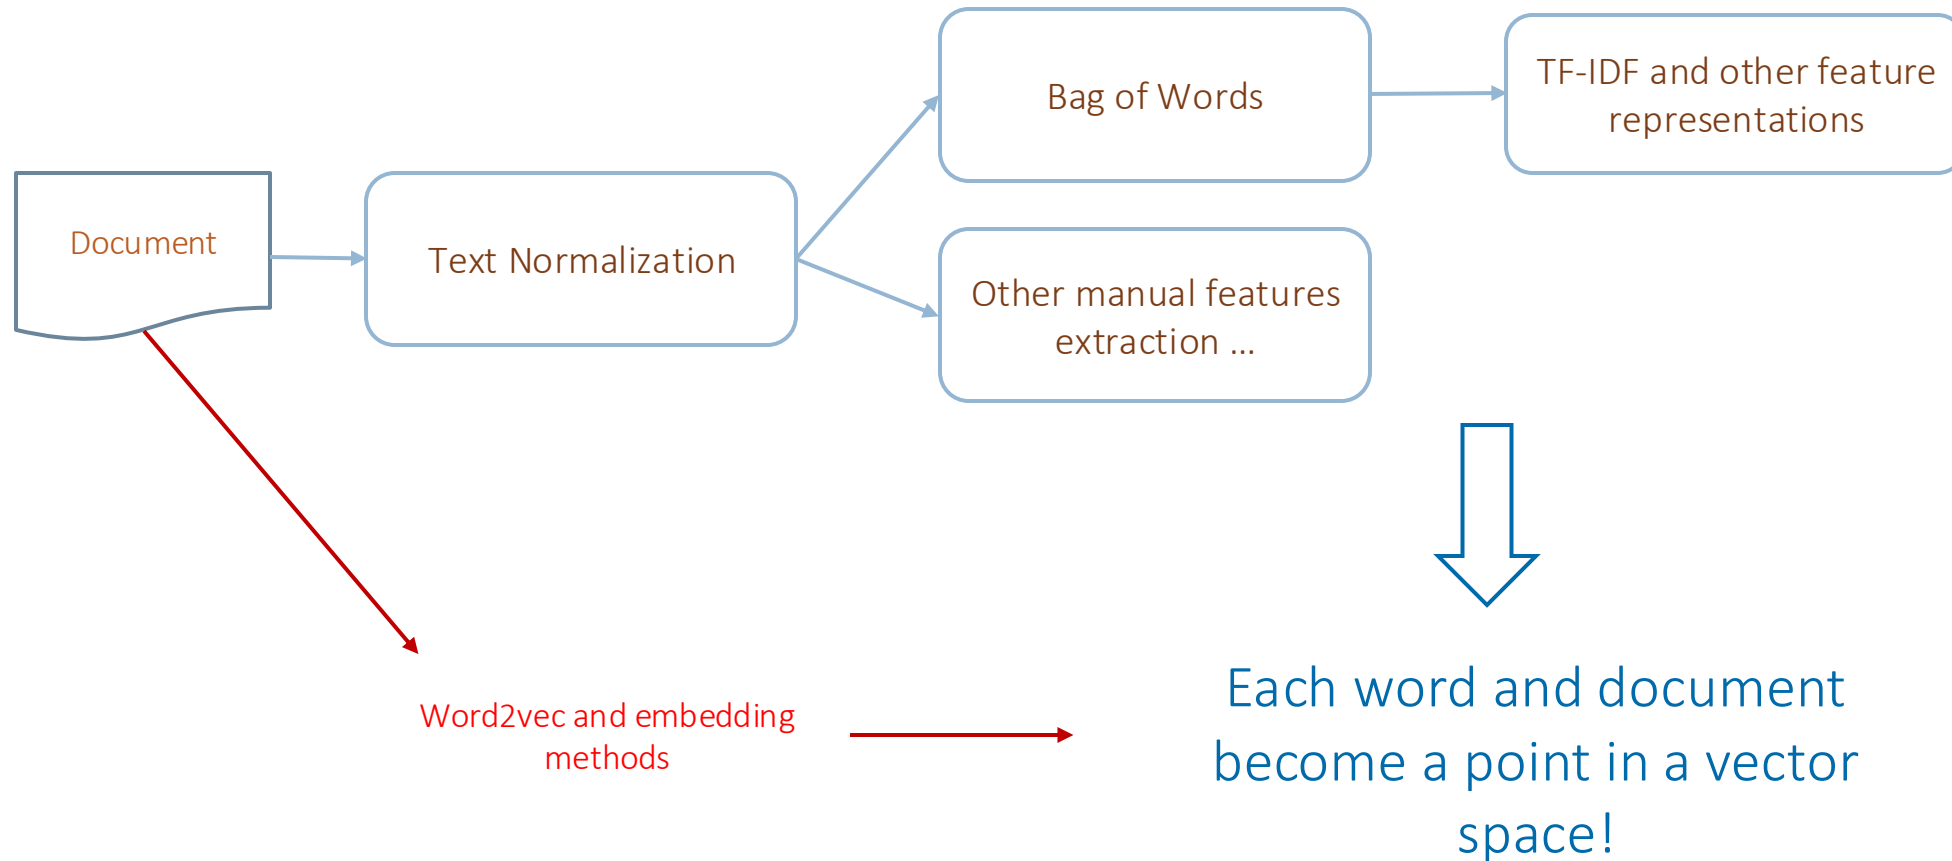 Document
Text Normalization
Bag of Words
TF-IDF and other feature
representations
Other manual features
extraction ...
Word2vec and embedding
methods
Each word and document
become a point in a vector
space!